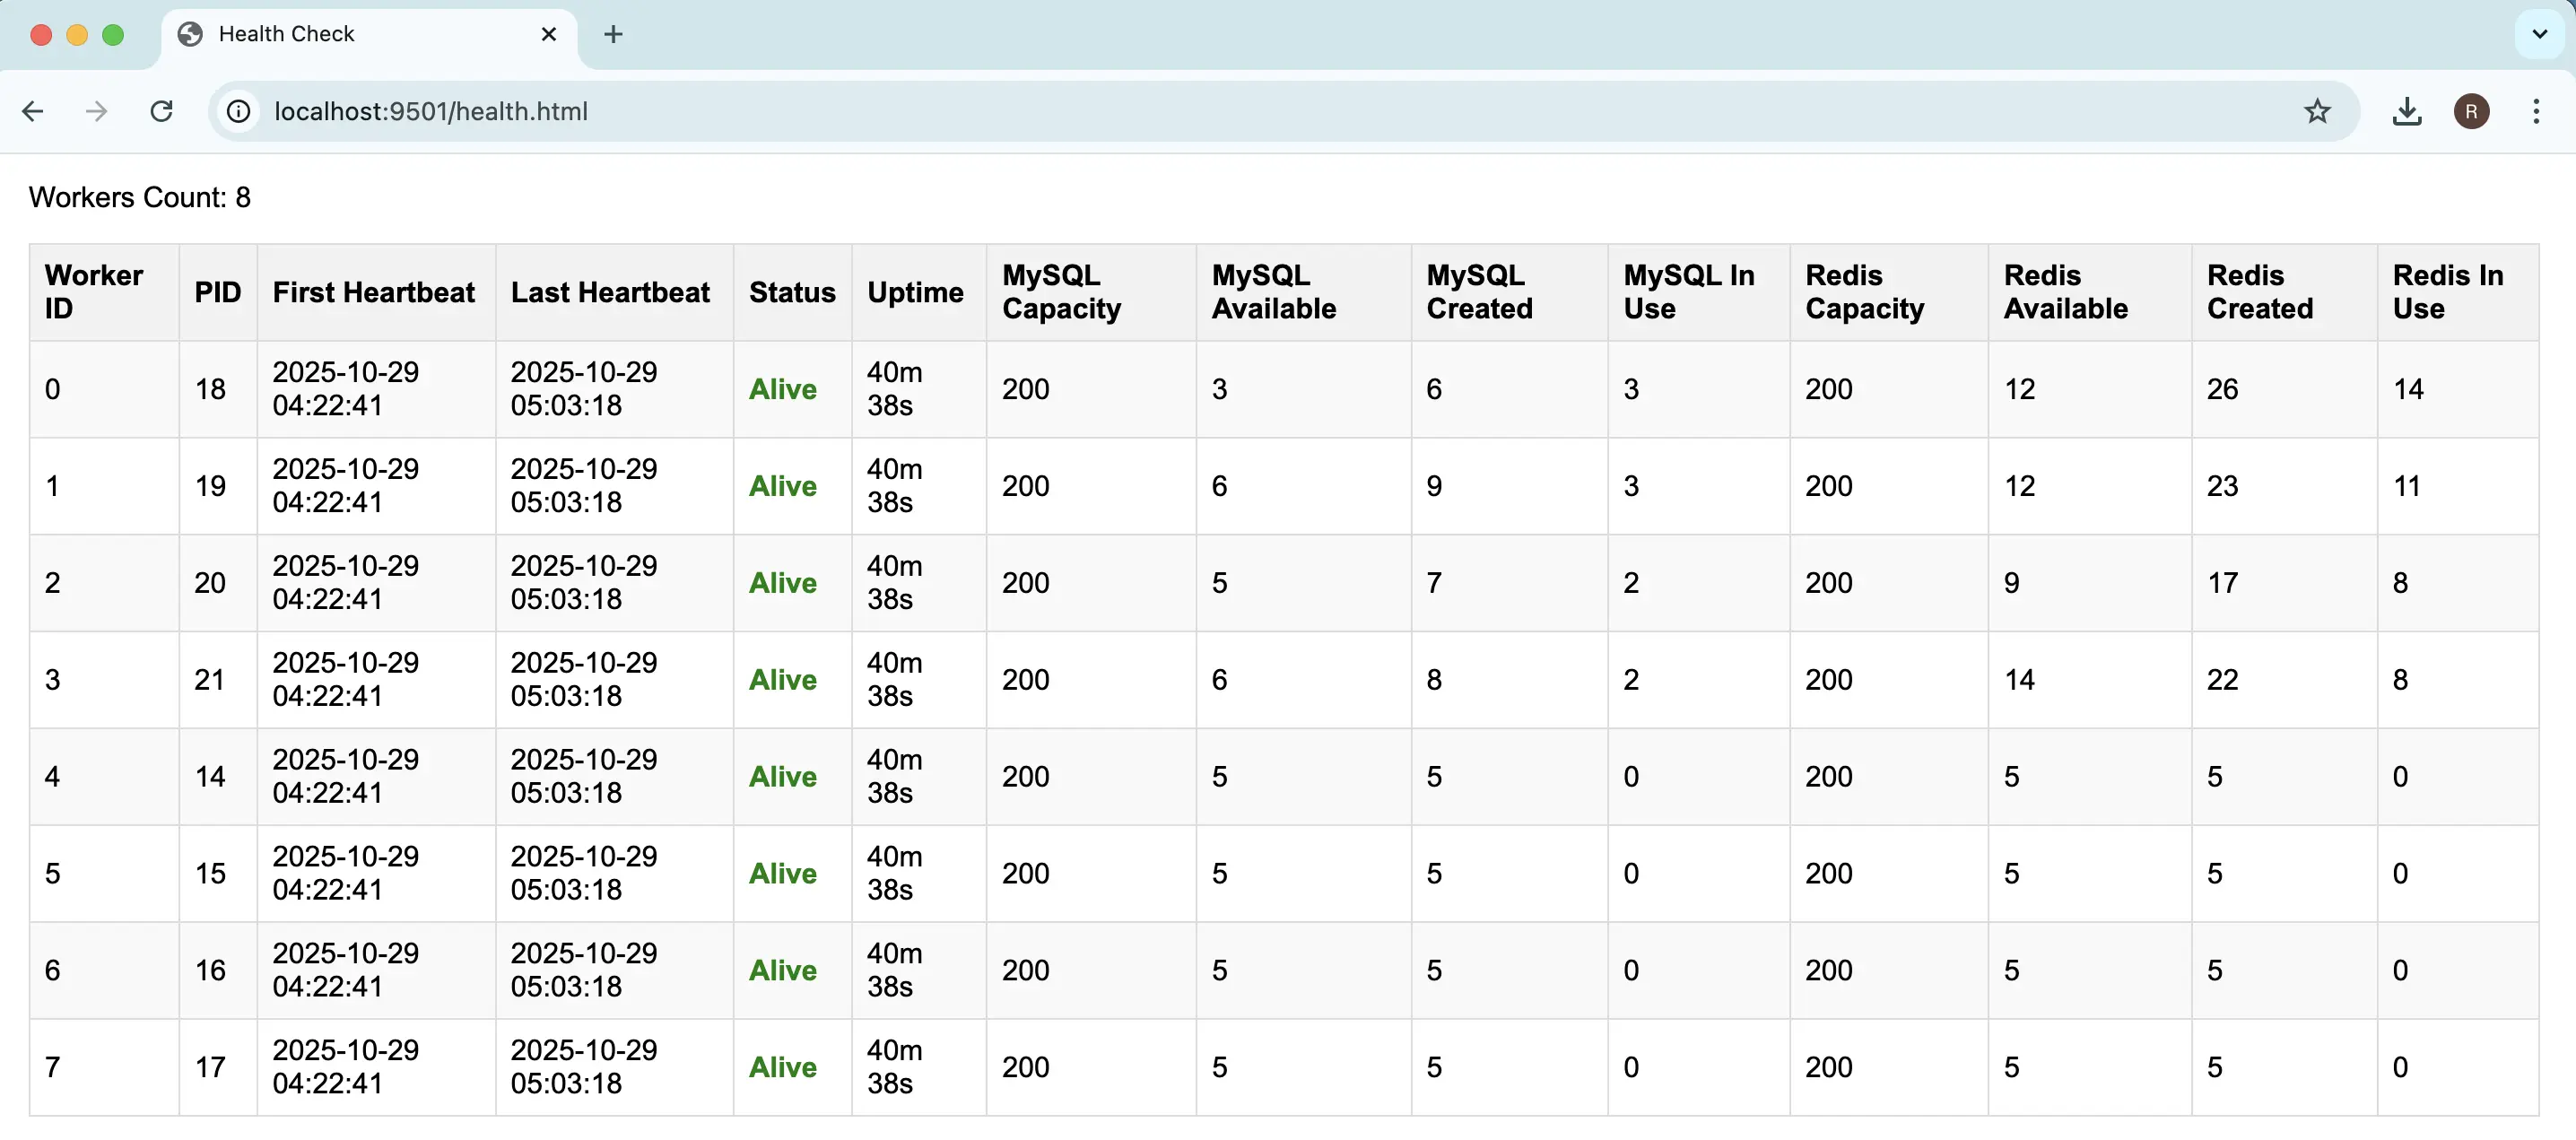 Health Check
localhost:9501/health.html
R
Workers Count: 8
Worker ID PID First Heartbeat Last Heartbeat Status Uptime MySQL Capacity MySQL Available MySQL Created MySQL In Use Redis Capacity Redis Available Redis Created Redis In Use
0 18 2025-10-29 04:22:41 2025-10-29 05:03:18 Alive 40m 38s 200 3 6 3 200 12 26 14
1 19 2025-10-29 04:22:41 2025-10-29 05:03:18 Alive 40m 38s 200 6 9 3 200 12 23 11
2 20 2025-10-29 04:22:41 2025-10-29 05:03:18 Alive 40m 38s 200 5 7 2 200 9 17 8
3 21 2025-10-29 04:22:41 2025-10-29 05:03:18 Alive 40m 38s 200 6 8 2 200 14 22 8
4 14 2025-10-29 04:22:41 2025-10-29 05:03:18 Alive 40m 38s 200 5 5 0 200 5 5 0
5 15 2025-10-29 04:22:41 2025-10-29 05:03:18 Alive 40m 38s 200 5 5 0 200 5 5 0
6 16 2025-10-29 04:22:41 2025-10-29 05:03:18 Alive 40m 38s 200 5 5 0 200 5 5 0
7 17 2025-10-29 04:22:41 2025-10-29 05:03:18 Alive 40m 38s 200 5 5 0 200 5 5 0